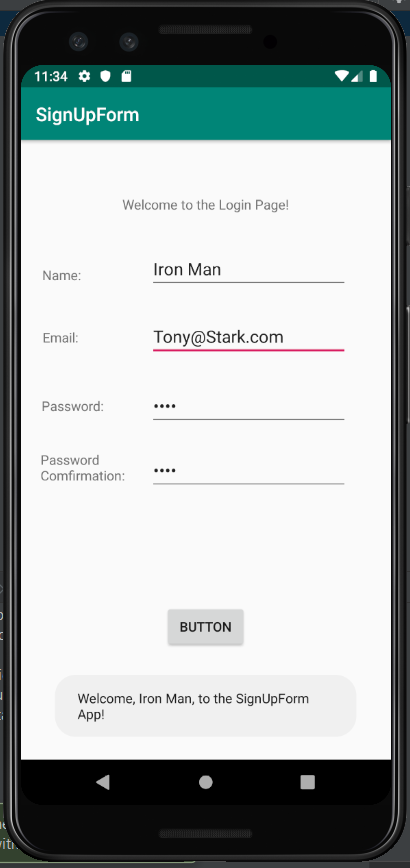 11:34
SignUpForm
Welcome to the Login Page!
Name: Iron Man
Email: Tony@Stark.com
Password: ••••
Password
Comfirmation: ••••
BUTTON
Welcome, Iron Man, to the SignUpForm
App!